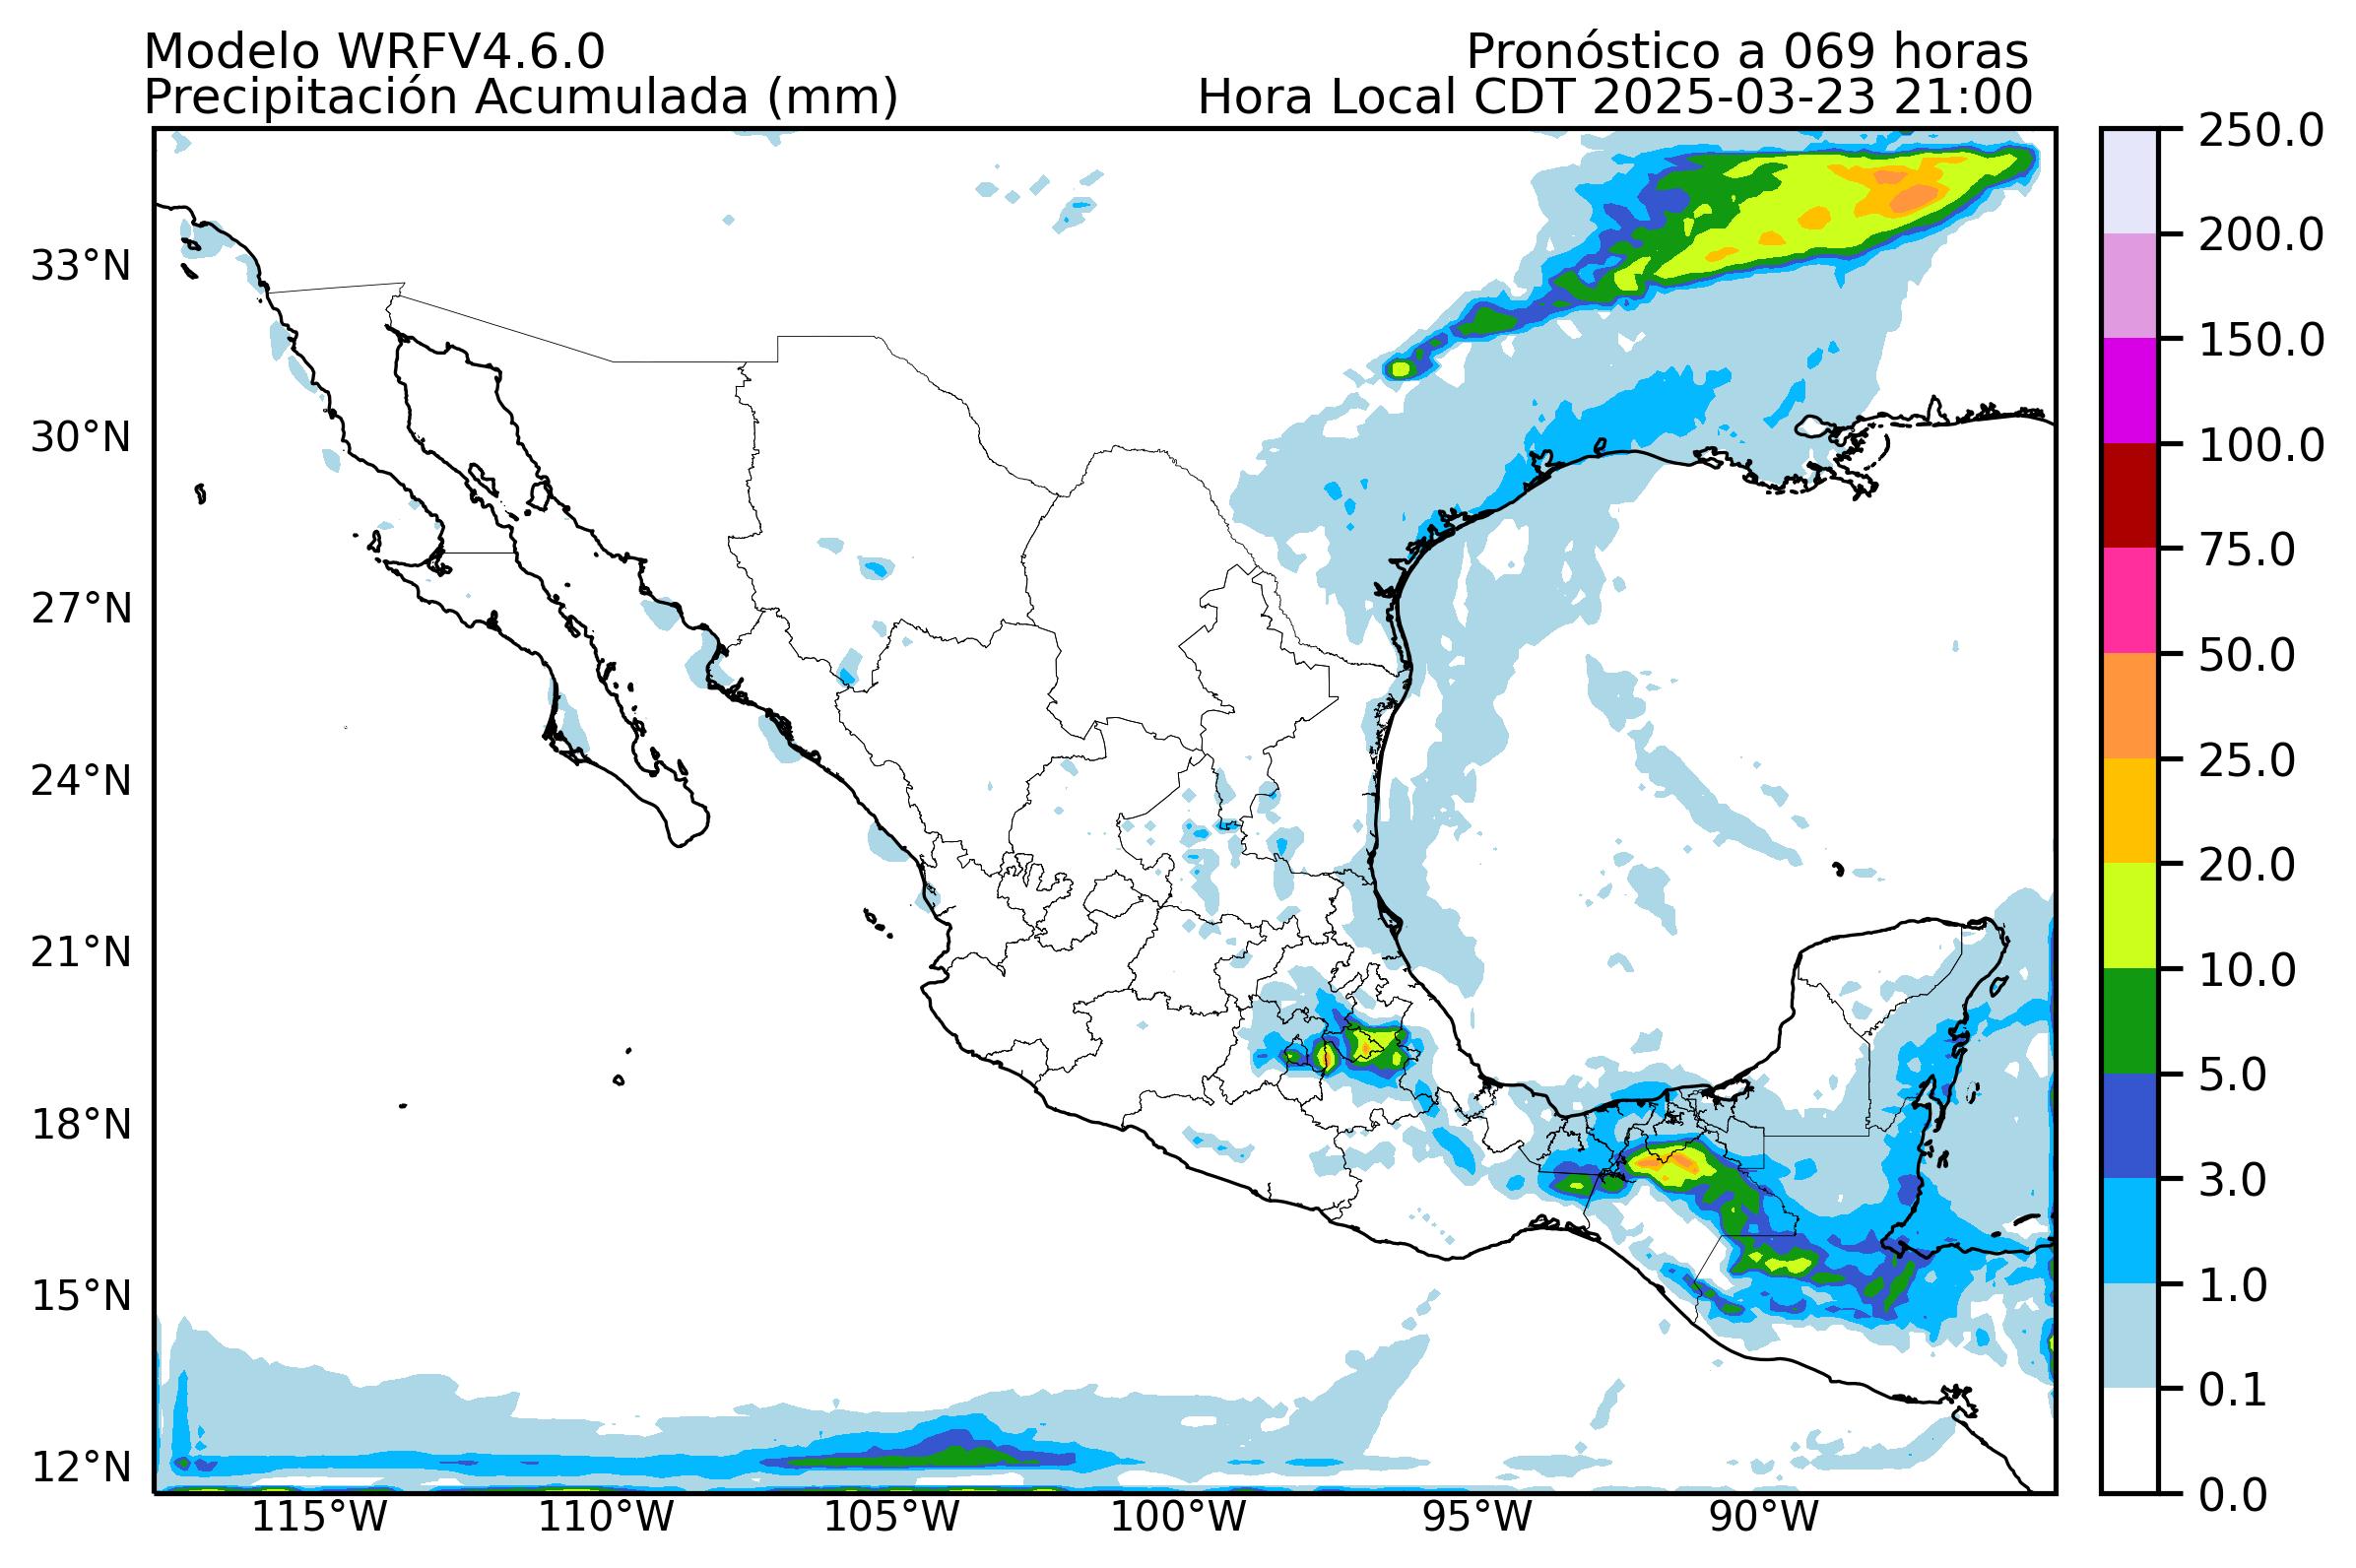 Modelo WRFV4.6.0
Pronóstico a 069 horas
Precipitación Acumulada (mm)
Hora Local CDT 2025-03-23 21:00
33°N
30°N
27°N
24°N
21°N
18°N
15°N
12°N
115°W
110°W
105°W
100°W
95°W
90°W
250.0
200.0
150.0
100.0
75.0
50.0
25.0
20.0
10.0
5.0
3.0
1.0
0.1
0.0